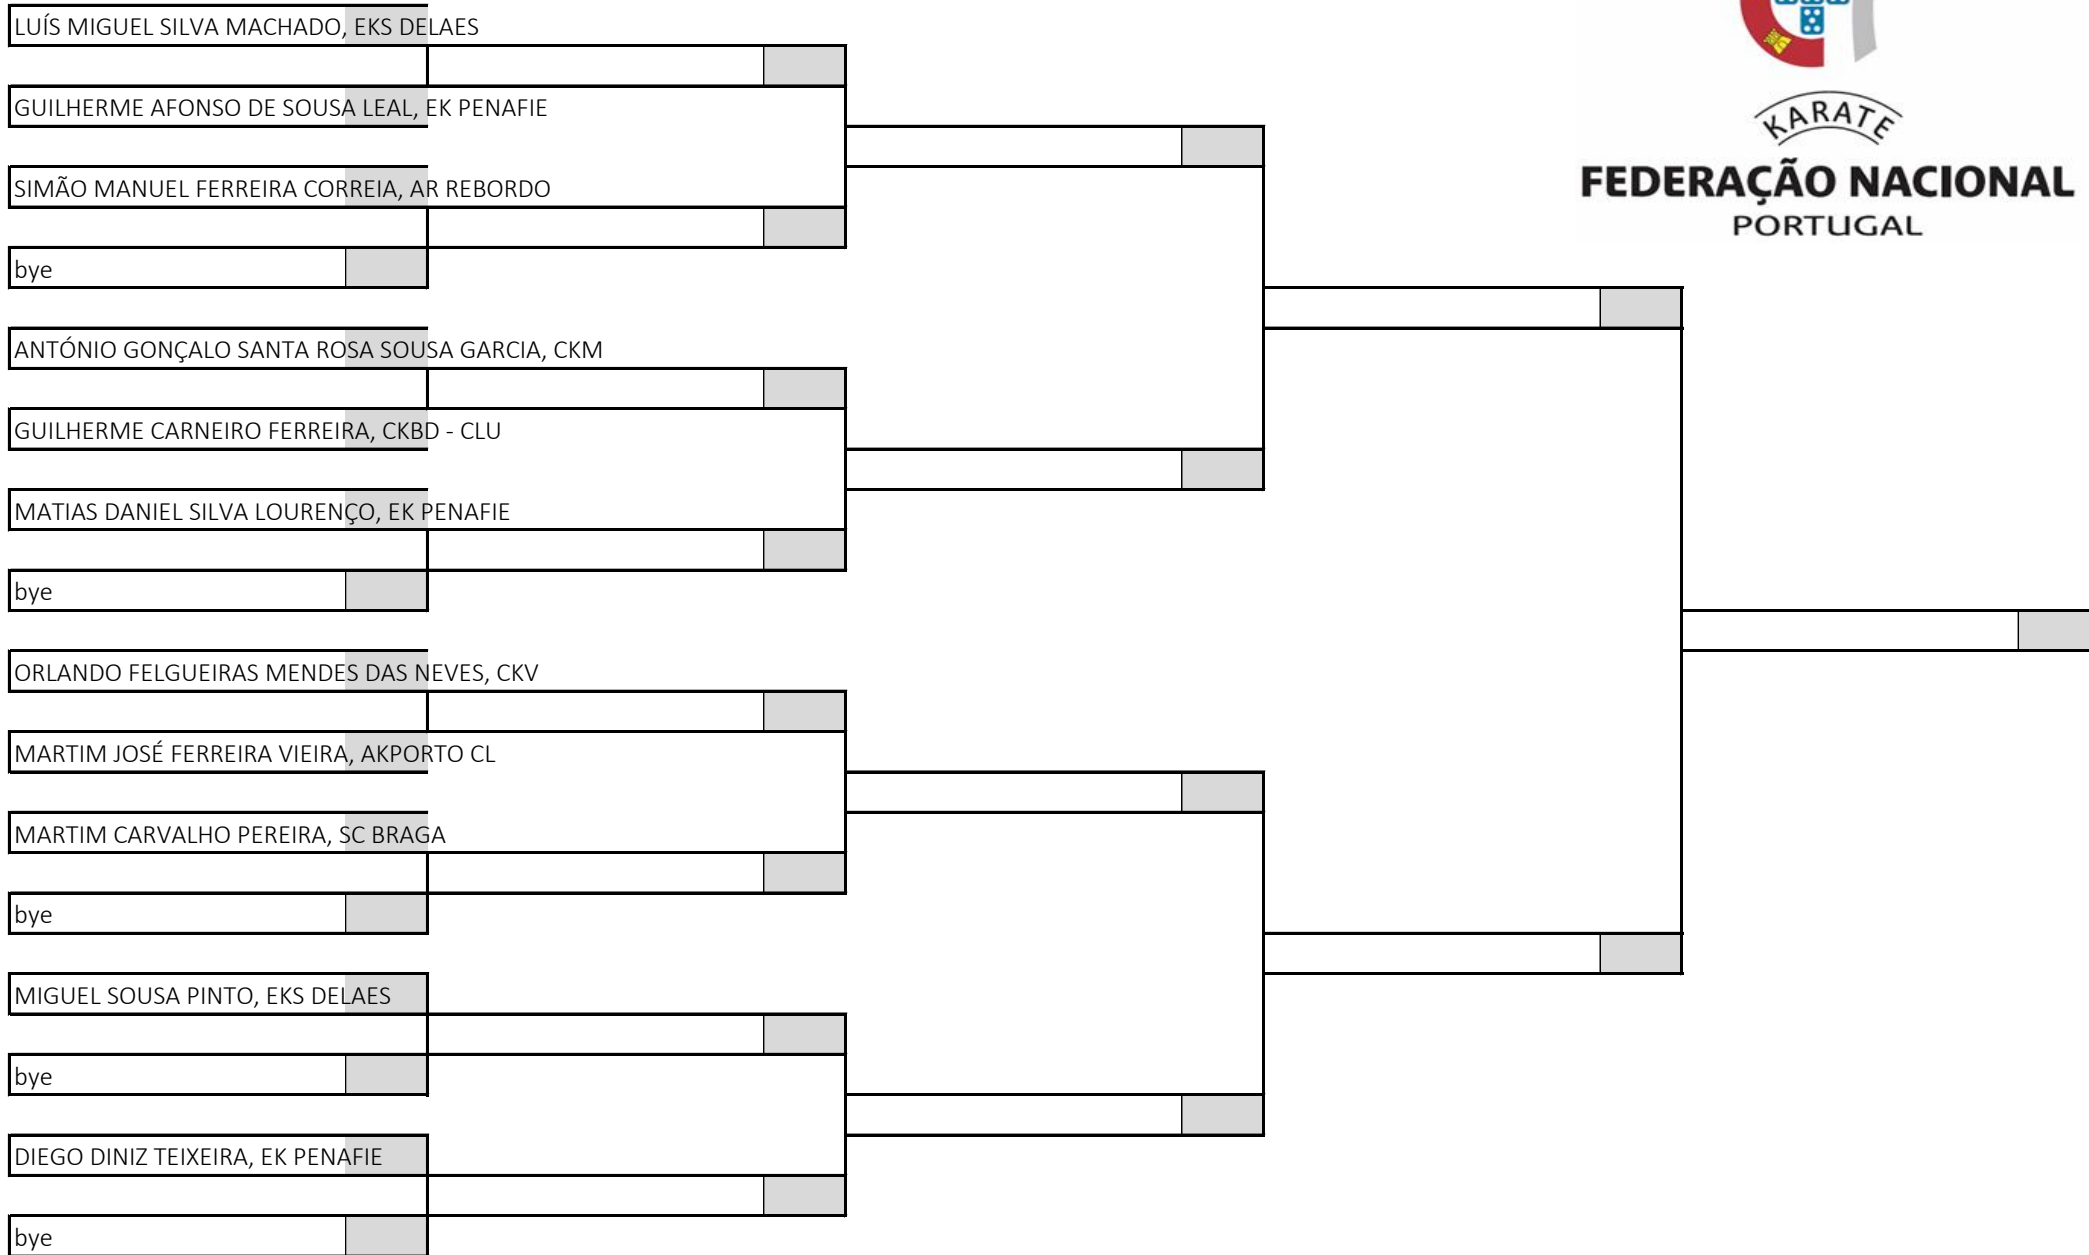 LUÍS MIGUEL SILVA MACHADO, EKS DELAES
GUILHERME AFONSO DE SOUSA LEAL, EK PENAFIE
SIMÃO MANUEL FERREIRA CORREIA, AR REBORDO
bye
ANTÓNIO GONÇALO SANTA ROSA SOUSA GARCIA, CKM
GUILHERME CARNEIRO FERREIRA, CKBD - CLU
MATIAS DANIEL SILVA LOURENÇO, EK PENAFIE
bye
ORLANDO FELGUEIRAS MENDES DAS NEVES, CKV
MARTIM JOSÉ FERREIRA VIEIRA, AKPORTO CL
MARTIM CARVALHO PEREIRA, SC BRAGA
bye
MIGUEL SOUSA PINTO, EKS DELAES
bye
DIEGO DINIZ TEIXEIRA, EK PENAFIE
bye
KARATE
FEDERAÇÃO NACIONAL
PORTUGAL